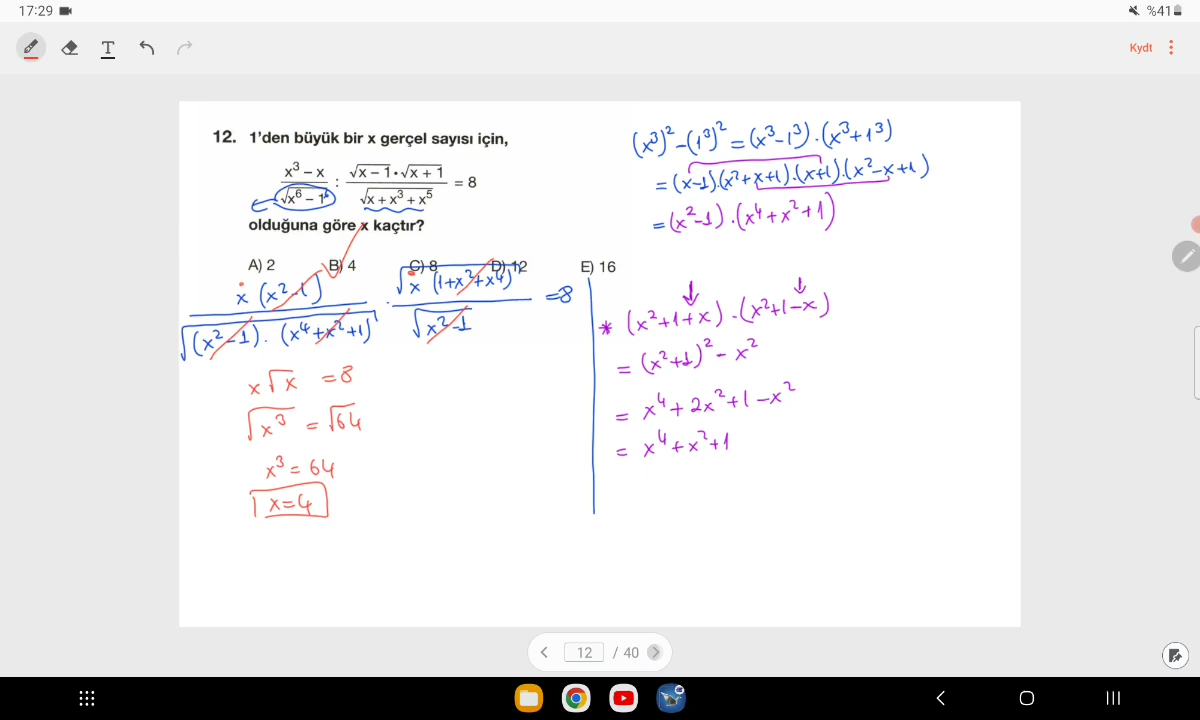 17:29
%41
T
Kydt
12. 1'den büyük bir x gerçel sayısı için,
x³ – x / √x⁶ – 1⁶ : √x – 1 · √x + 1 / √x + x³ + x⁵ = 8
olduğuna göre x kaçtır?
A) 2 B) 4 C) 8 D) 12 E) 16
x (x²-1) / √(x²-1) . (x⁴+x²+1) . √x (1+x²+x⁴) / √x²-1 =8
x√x = 8
√x³ = √64
x³ = 64
x=4
(x³)² - (1³)² = (x³-1³) . (x³+1³)
= (x-1).(x²+x+1).(x+1).(x²-x+1)
= (x²-1) . (x⁴+x²+1)
* (x²+1+x) . (x²+1-x)
= (x²+1)² - x²
= x⁴ + 2x²+1-x²
= x⁴+x²+1
12 / 40